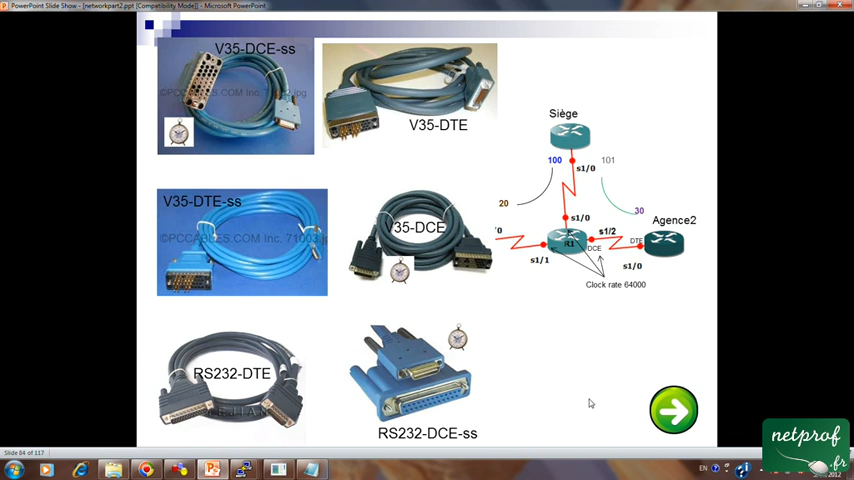 PowerPoint Slide Show - [networkpart2.ppt [Compatibility Mode]] - Microsoft PowerPoint
V35-DCE-ss
©PCCABLES.COM Inc.
V35-DTE
Siège
100
101
s1/0
20
30
V35-DTE-ss
©PCCABLES.COM Inc. 71003
V35-DCE
s1/0
s1/2
Agence2
R1
DTE
DCE
s1/1
s1/0
Clock rate 64000
RS232-DTE
RS232-DCE-ss
netprof
.fr
Slide 84 of 117
EN